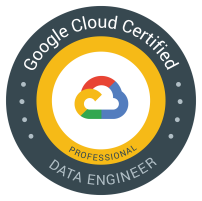 Google Cloud Certified
PROFESSIONAL
DATA ENGINEER